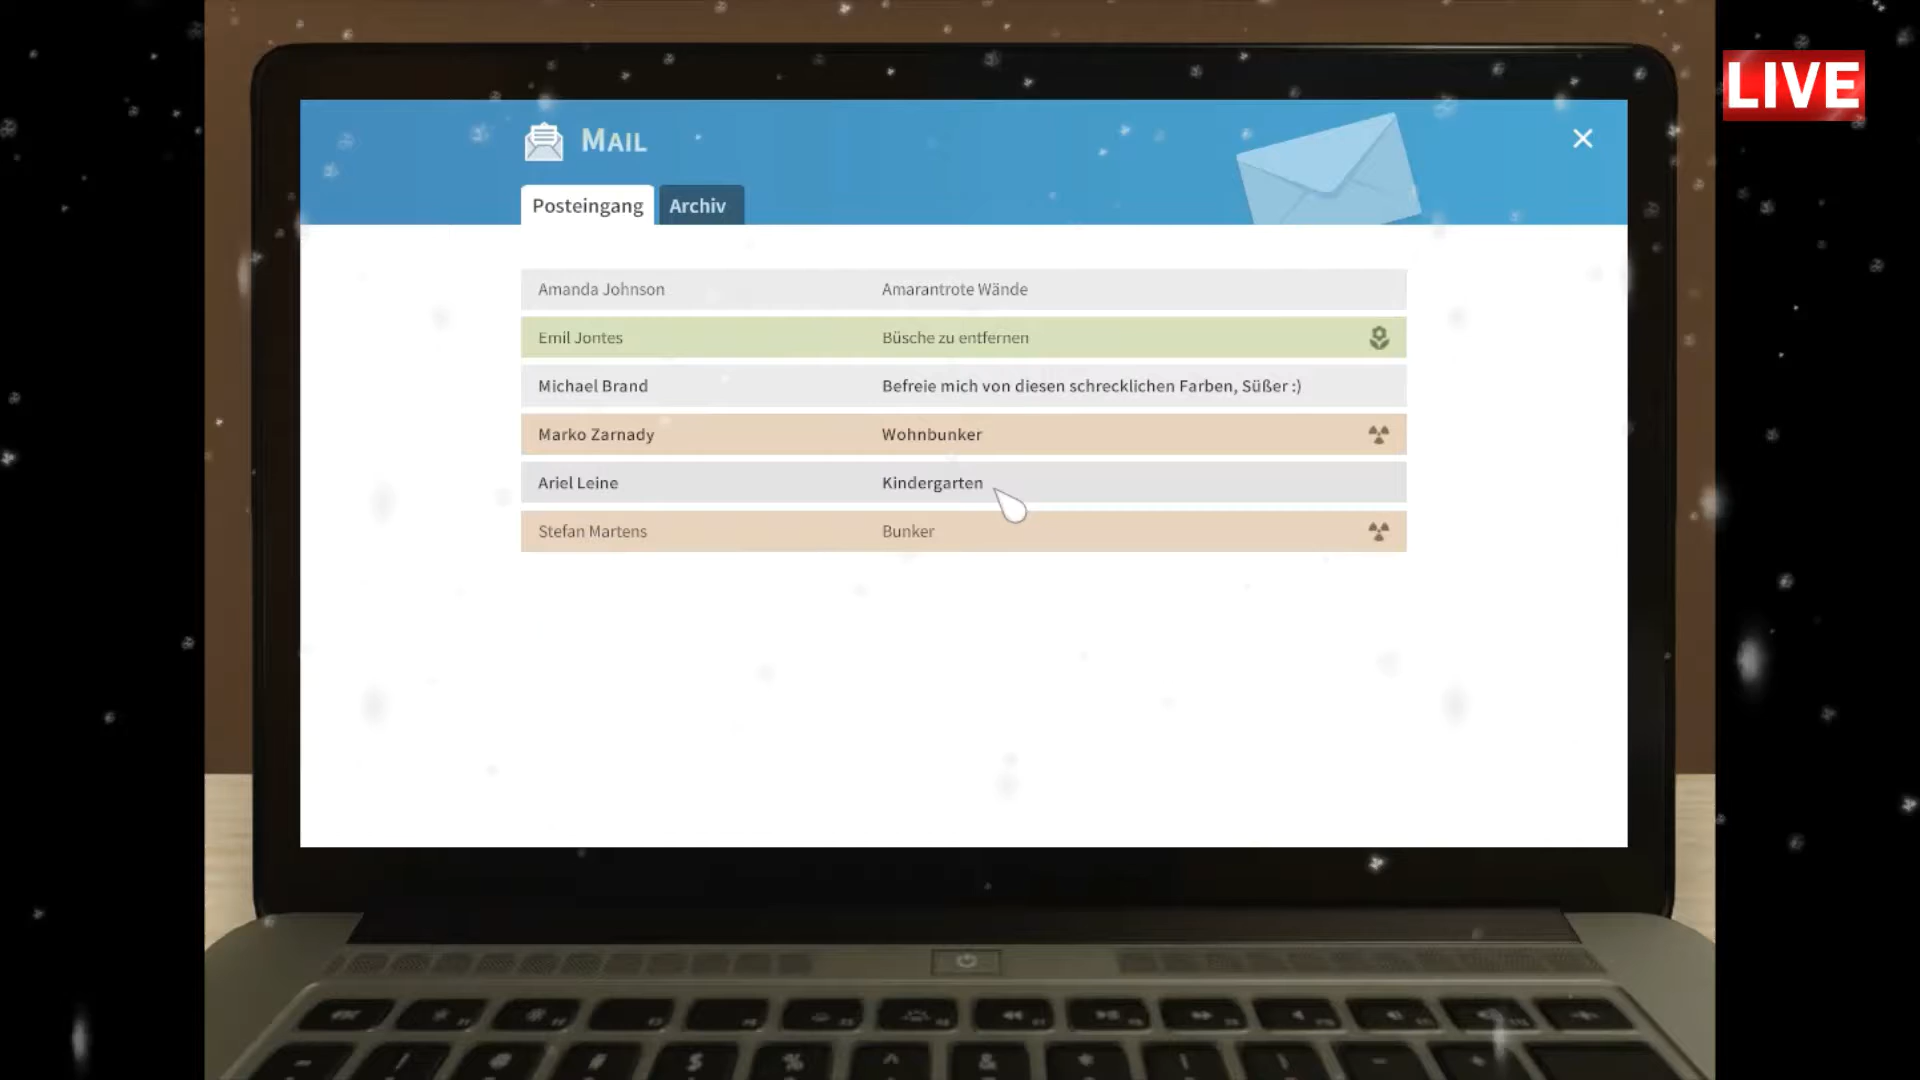 LIVE
MAIL
Posteingang Archiv
Amanda Johnson Amarantrote Wände
Emil Jontes Büsche zu entfernen
Michael Brand Befreie mich von diesen schrecklichen Farben, Süßer :)
Marko Zarnady Wohnbunker
Ariel Leine Kindergarten
Stefan Martens Bunker